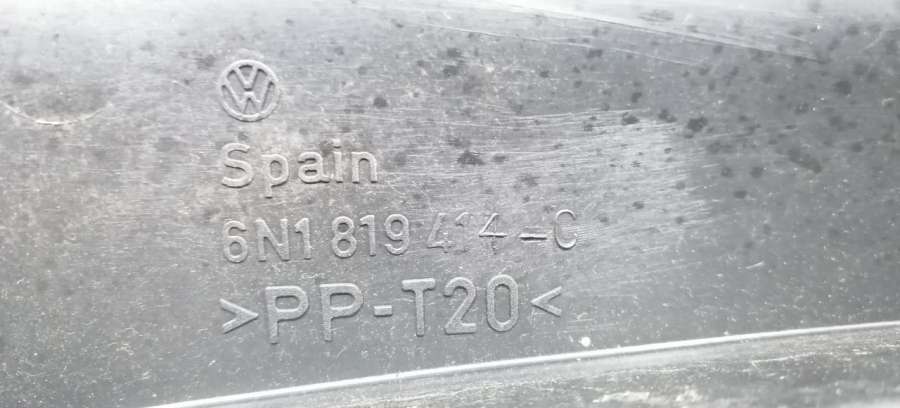 VW
Spain
6N1 819 414-C
>PP-T20<